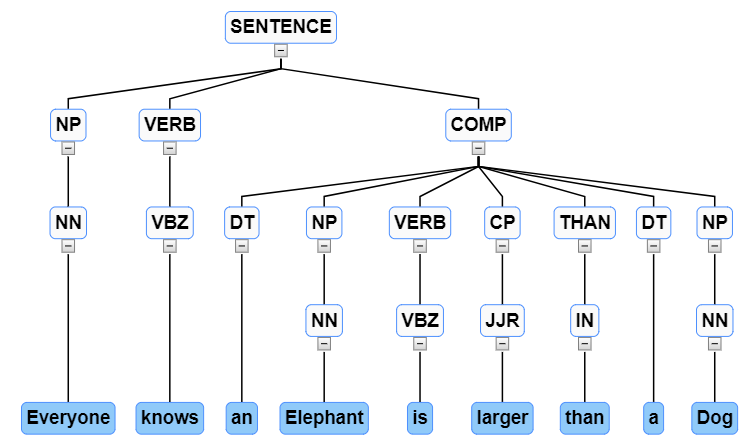 SENTENCE
NP VERB COMP
NN VBZ DT NP VERB CP THAN DT NP
NN VBZ JJR IN NN
Everyone knows an Elephant is larger than a Dog